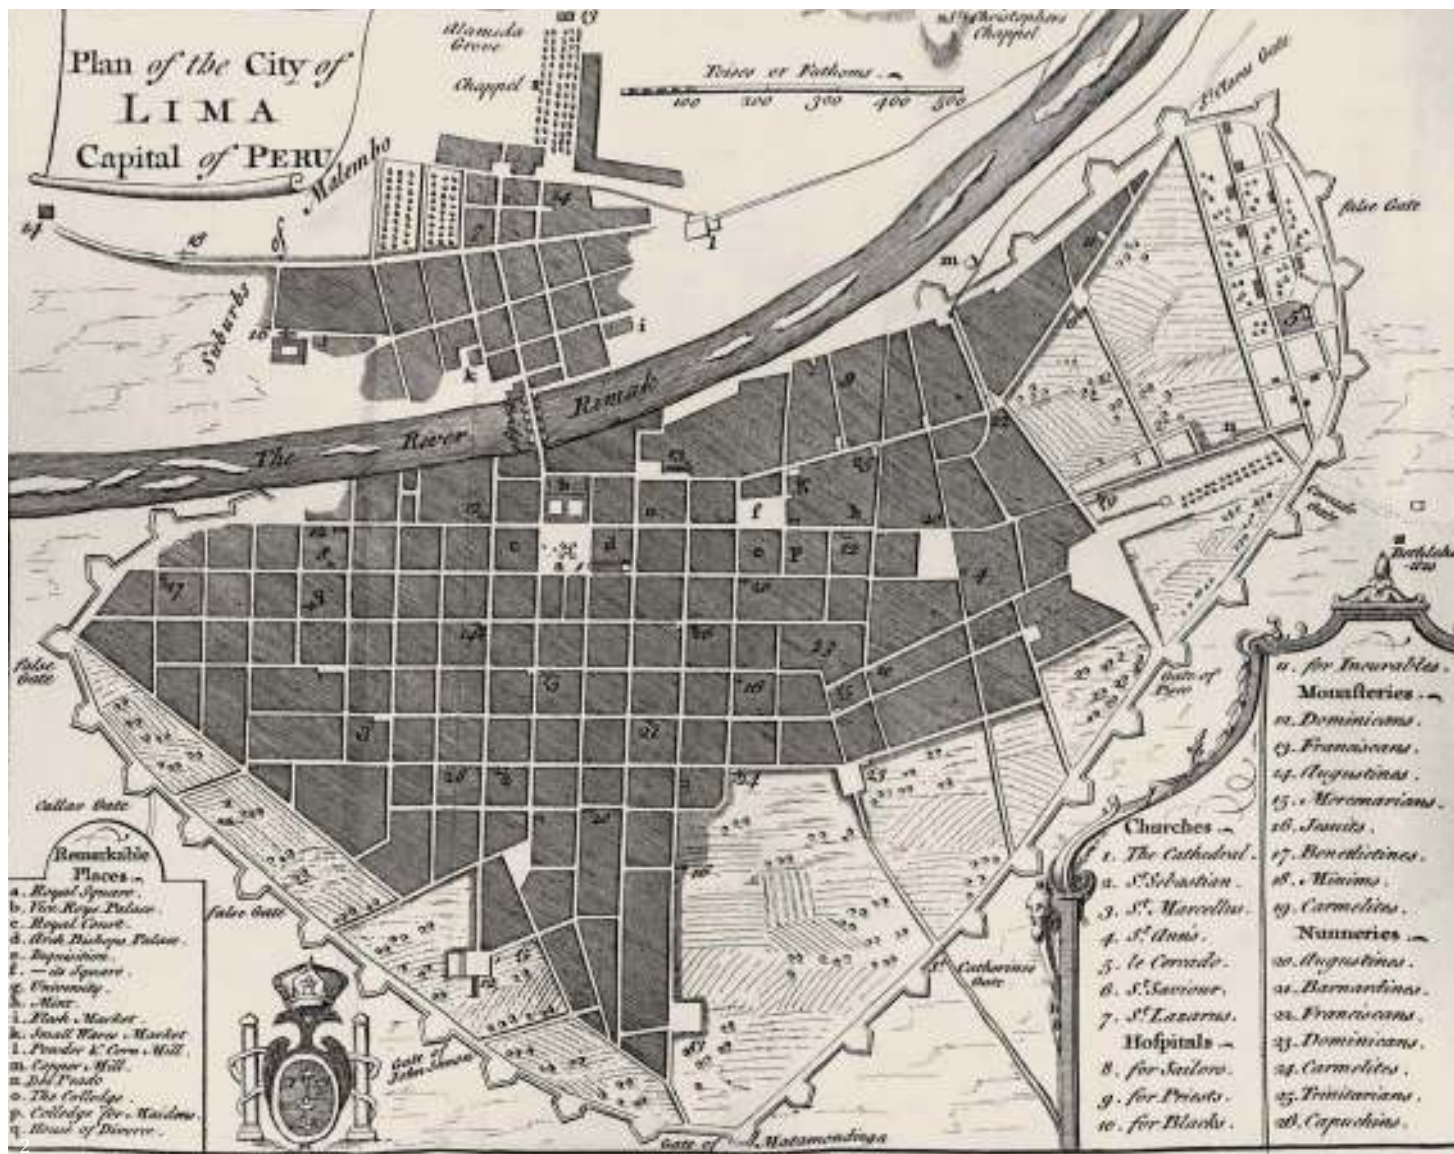 Plan of the City of
LIMA
Capital of PERU
Alameda
Grove
Chappel
St. Christophers
Chappel
Toises or Fathoms
100 200 300 400 500
Malembo
Suburbs
false Gate
The River Rimak
false Gate
Gate of
Callao Gate
false Gate
Gate of
St. Catherines
Gate
Gate of Matamondinga
Remarkable
Places
a. Royal Square.
b. Vice Roys Palace.
c. Royal Court.
d. Arch Bishops Palace.
e. Inquisition.
f. — its Square.
g. University.
h. Mint.
i. Flesh Market.
k. Small Wares Market
l. Powder & Corn Mill.
m. Copper Mill.
n. Del Prado
o. The Colledge.
p. Colledge for Maidens.
q. House of Divorce.
Churches
1. The Cathedral.
2. St. Sebastian.
3. St. Marcellus.
4. St. Anns.
5. le Cercado.
6. St. Saviour.
7. St. Lazarus.
Hospitals
8. for Sailors.
9. for Priests.
10. for Blacks.
11. for Incurables.
Monasteries
12. Dominicans.
13. Franciscans.
14. Augustines.
15. Mercenarians.
16. Jesuits.
17. Benedictines.
18. Minims.
19. Carmelites.
Nunneries
20. Augustines.
21. Barnardines.
22. Franciscans.
23. Dominicans.
24. Carmelites.
25. Trinitarians.
26. Capuchins.